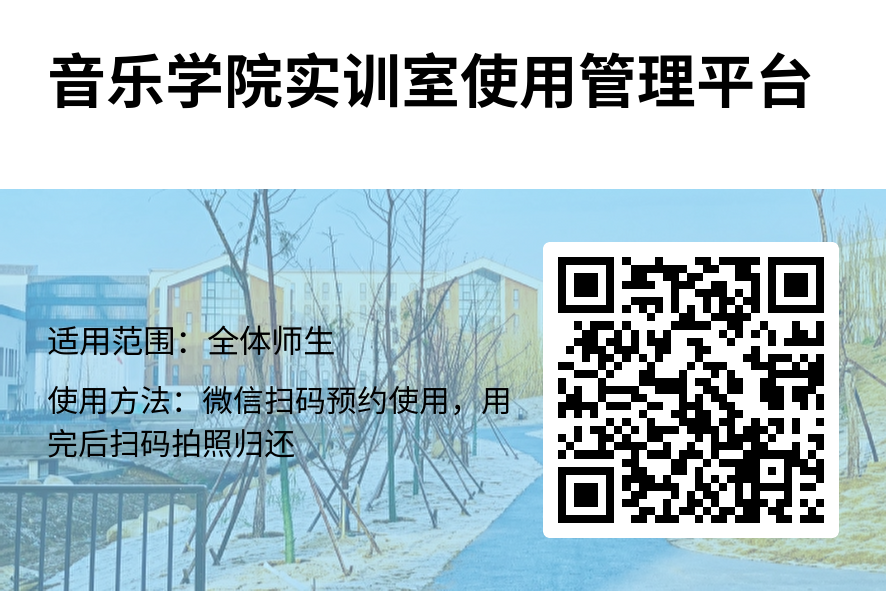 音乐学院实训室使用管理平台
适用范围：全体师生
使用方法：微信扫码预约使用，用
完后扫码拍照归还